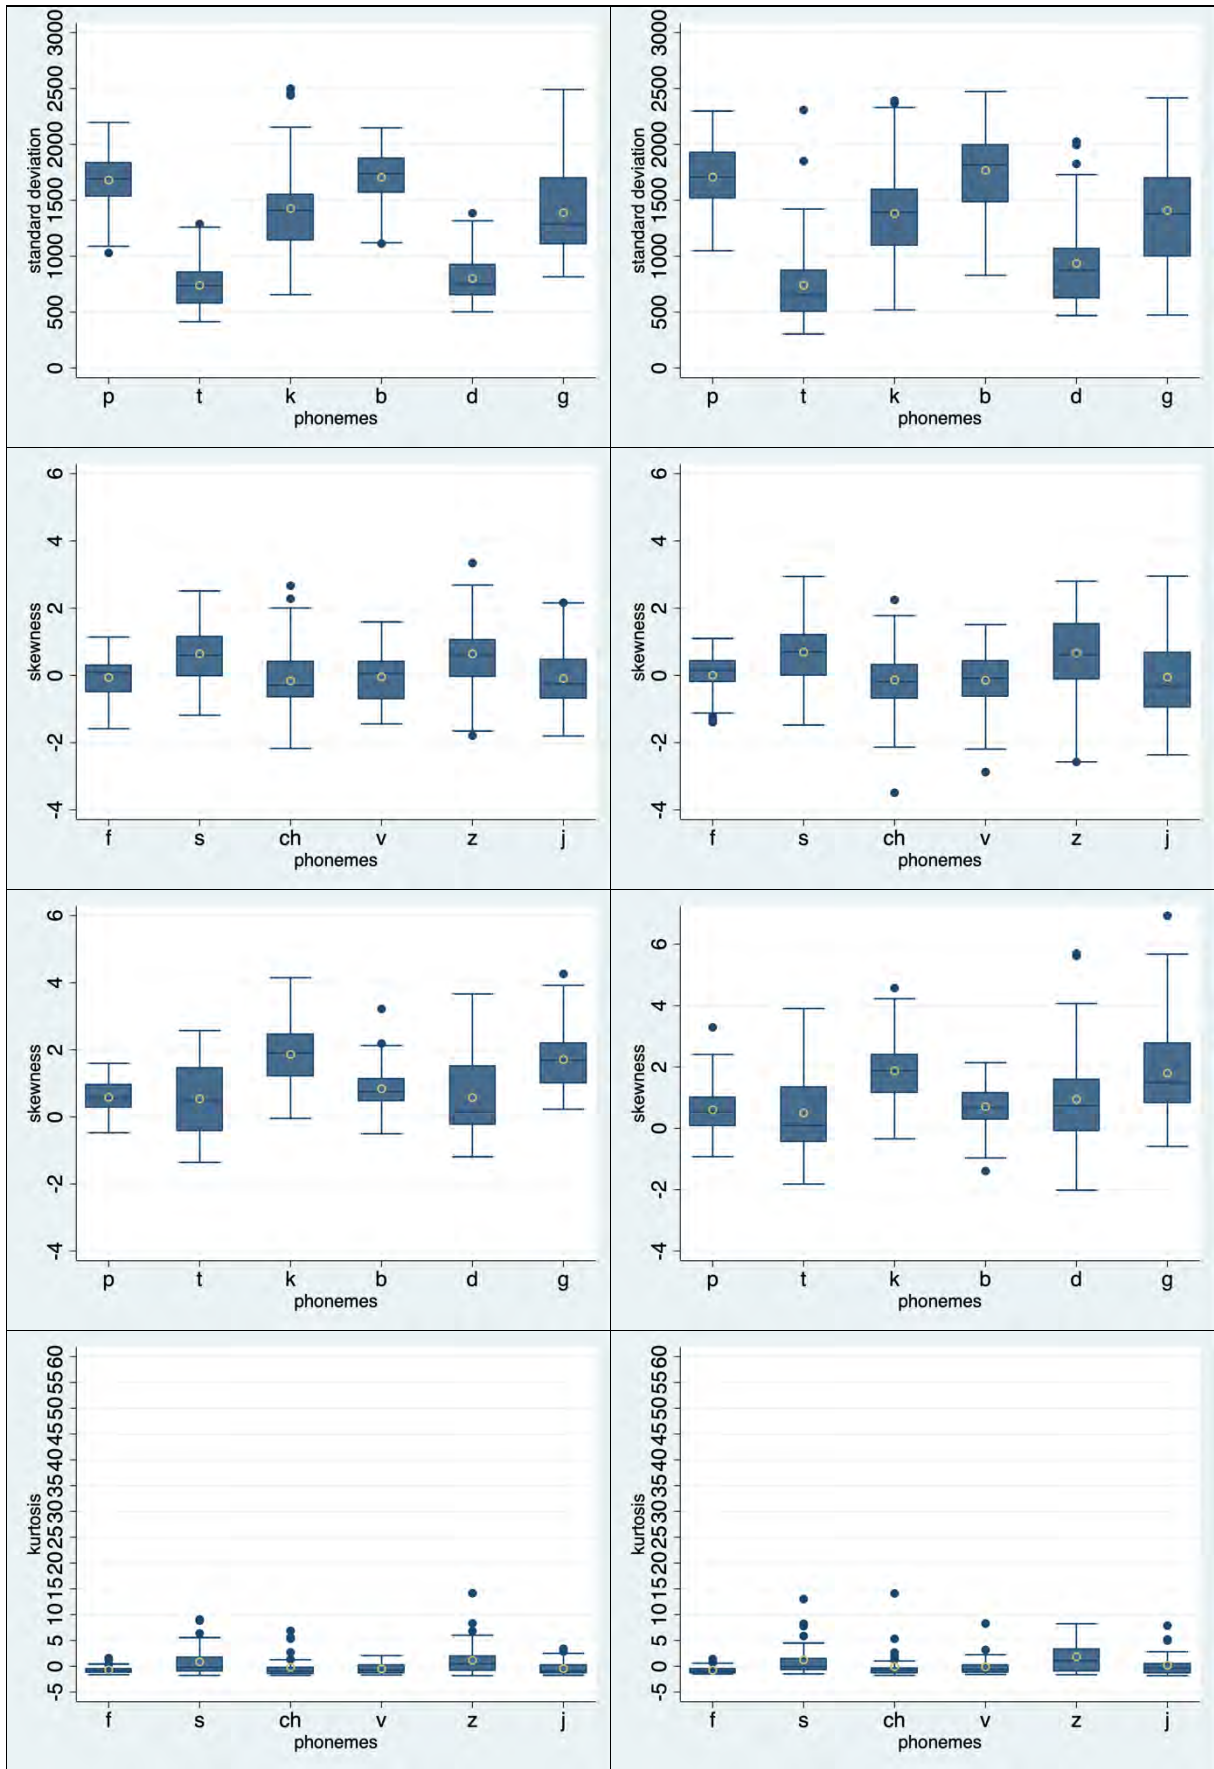 standard deviation
0 500 1000 1500 2000 2500 3000
p t k b d g
phonemes
standard deviation
0 500 1000 1500 2000 2500 3000
p t k b d g
phonemes
skewness
-4 -2 0 2 4 6
f s ch v z j
phonemes
skewness
-4 -2 0 2 4 6
f s ch v z j
phonemes
skewness
-4 -2 0 2 4 6
p t k b d g
phonemes
skewness
-4 -2 0 2 4 6
p t k b d g
phonemes
kurtosis
-5 0 5 10 15 20 25 30 35 40 45 50 55 60
f s ch v z j
phonemes
kurtosis
-5 0 5 10 15 20 25 30 35 40 45 50 55 60
f s ch v z j
phonemes